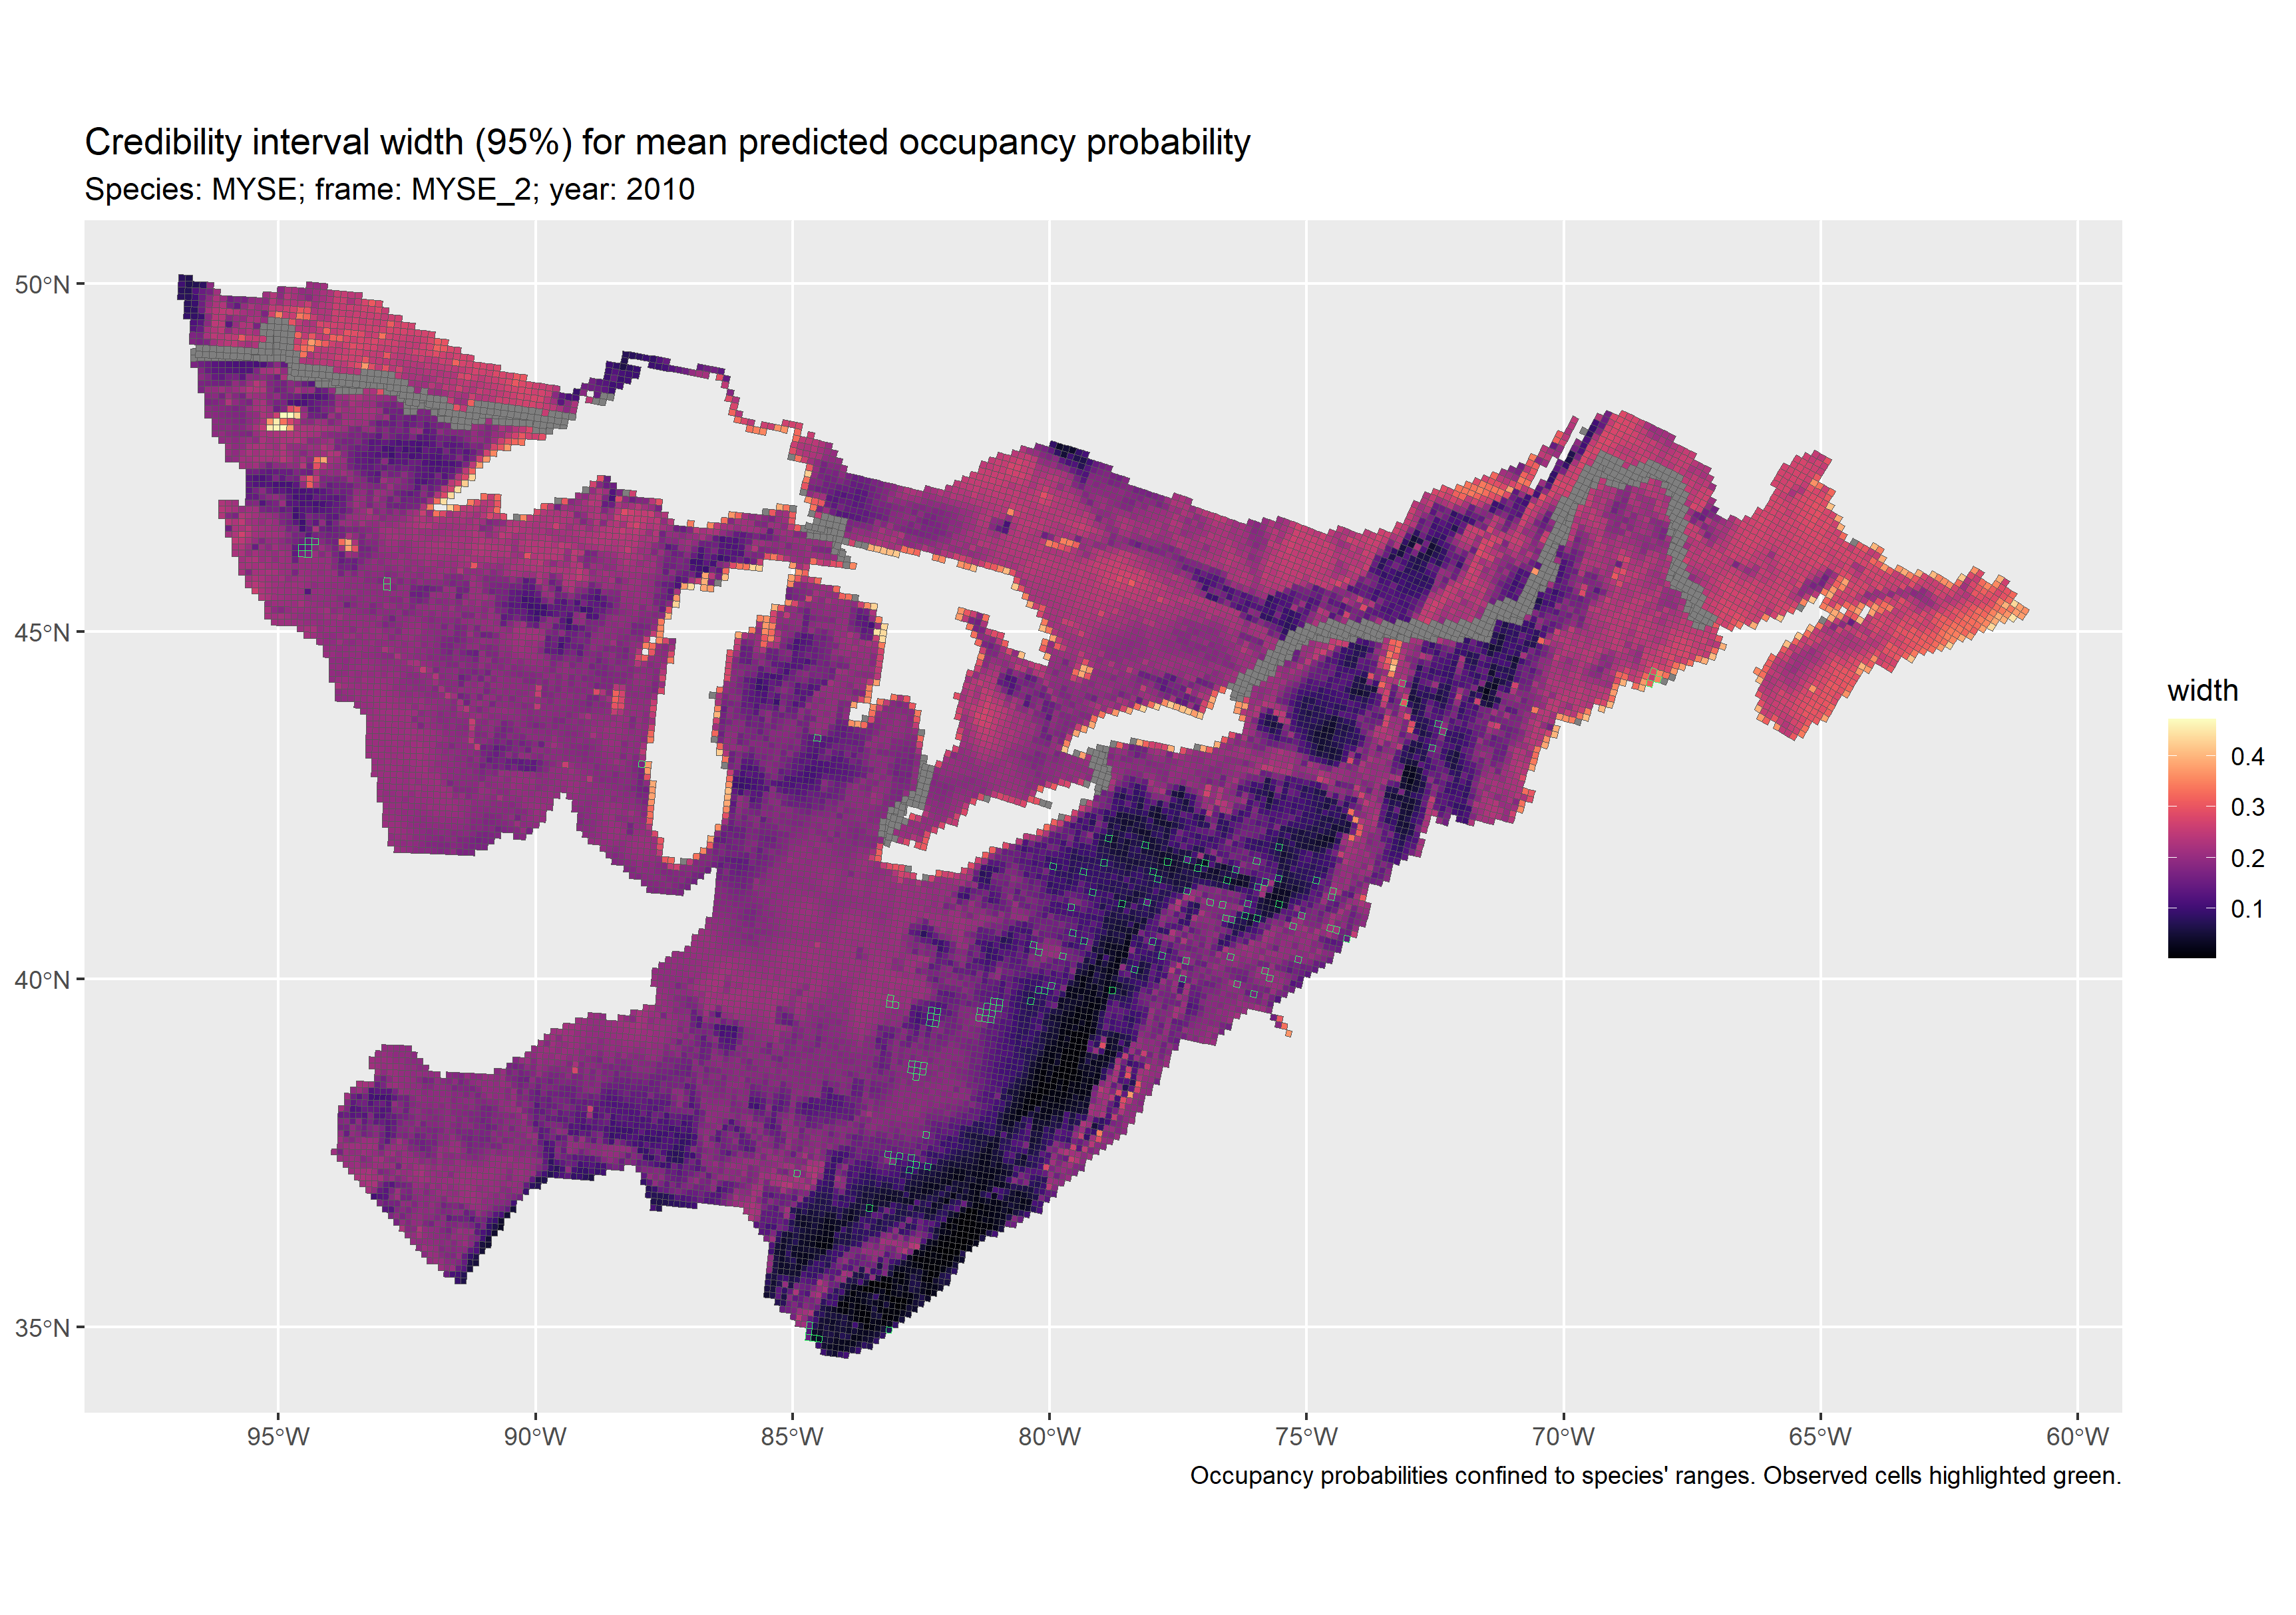 Credibility interval width (95%) for mean predicted occupancy probability
Species: MYSE; frame: MYSE_2; year: 2010
50°N
45°N
40°N
35°N
95°W
90°W
85°W
80°W
75°W
70°W
65°W
60°W
width
0.4
0.3
0.2
0.1
Occupancy probabilities confined to species' ranges. Observed cells highlighted green.